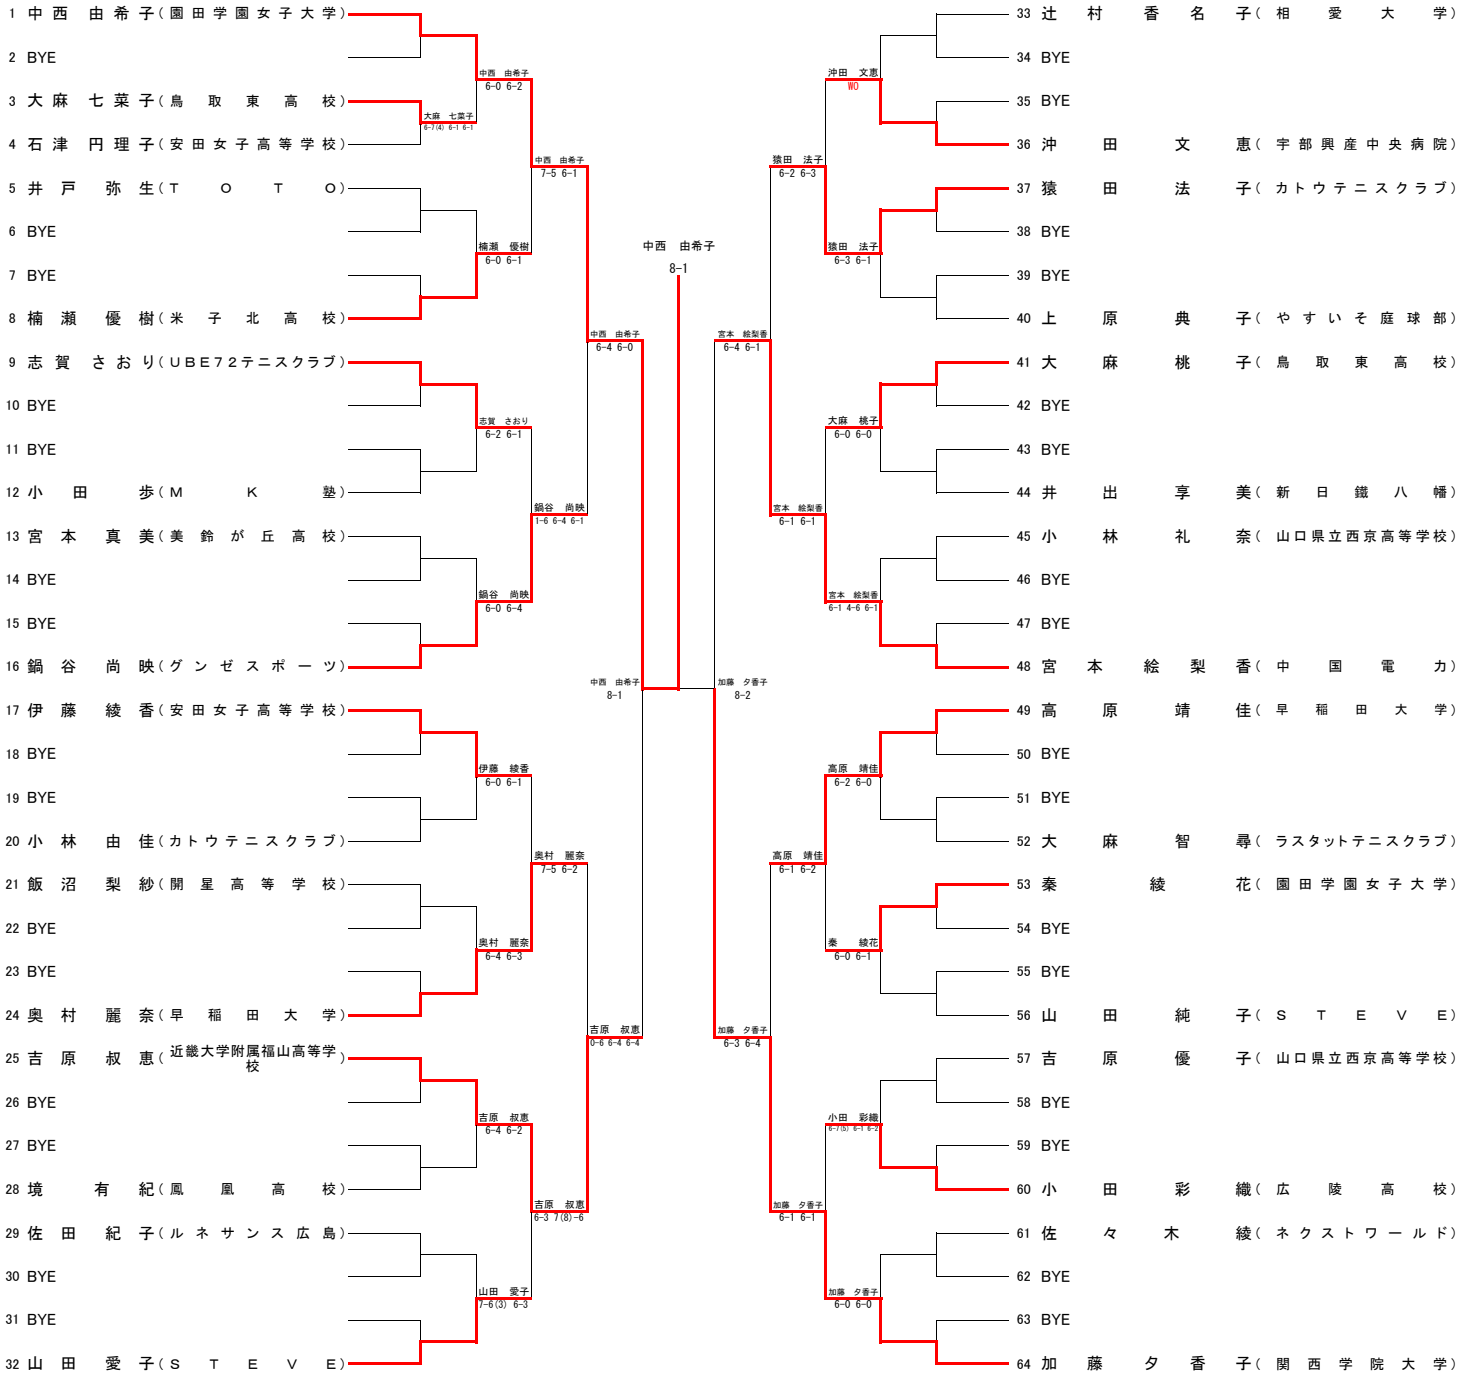 1 中西 由希子(園田学園女子大学)
2 BYE
3 大麻 七菜子(鳥取東高校)
4 石津 円理子(安田女子高等学校)
5 井戸 弥生(TOTO)
6 BYE
7 BYE
8 楠瀬 優樹(米子北高校)
9 志賀 さおり(UBE72テニスクラブ)
10 BYE
11 BYE
12 小田 歩(MK塾)
13 宮本 真美(美鈴が丘高校)
14 BYE
15 BYE
16 鍋谷 尚映(グンゼスポーツ)
17 伊藤 綾香(安田女子高等学校)
18 BYE
19 BYE
20 小林 由佳(カトウテニスクラブ)
21 飯沼 梨紗(開星高等学校)
22 BYE
23 BYE
24 奥村 麗奈(早稲田大学)
25 吉原 叔恵(近畿大学附属福山高等学校)
26 BYE
27 BYE
28 境 有紀(鳳凰高校)
29 佐田 紀子(ルネサンス広島)
30 BYE
31 BYE
32 山田 愛子(STEVE)
大麻 七菜子
6-7(4) 6-1 6-1
中西 由希子
6-0 6-2
楠瀬 優樹
6-0 6-1
志賀 さおり
6-2 6-1
鍋谷 尚映
6-0 6-4
伊藤 綾香
6-0 6-1
奥村 麗奈
6-4 6-3
吉原 叔恵
6-4 6-2
山田 愛子
7-6(3) 6-3
中西 由希子
7-5 6-1
鍋谷 尚映
1-6 6-4 6-1
奥村 麗奈
7-5 6-2
吉原 叔恵
6-3 7(8)-6
中西 由希子
6-4 6-0
吉原 叔恵
0-6 6-4 6-4
中西 由希子
8-1
中西 由希子
8-1
加藤 夕香子
8-2
宮本 絵梨香
6-4 6-1
加藤 夕香子
6-3 6-4
猿田 法子
6-2 6-3
宮本 絵梨香
6-1 6-1
高原 靖佳
6-1 6-2
加藤 夕香子
6-1 6-1
沖田 文恵
WO
猿田 法子
6-3 6-1
大麻 桃子
6-0 6-0
宮本 絵梨香
6-1 4-6 6-1
高原 靖佳
6-2 6-0
秦 綾花
6-0 6-1
小田 彩織
6-7(5) 6-1 6-2
加藤 夕香子
6-0 6-0
33 辻村 香名子(相愛大学)
34 BYE
35 BYE
36 沖田 文恵(宇部興産中央病院)
37 猿田 法子(カトウテニスクラブ)
38 BYE
39 BYE
40 上原 典子(やすいそ庭球部)
41 大麻 桃子(鳥取東高校)
42 BYE
43 BYE
44 井出 享美(新日鐵八幡)
45 小林 礼奈(山口県立西京高等学校)
46 BYE
47 BYE
48 宮本 絵梨香(中国電力)
49 高原 靖佳(早稲田大学)
50 BYE
51 BYE
52 大麻 智尋(ラスタットテニスクラブ)
53 秦 綾花(園田学園女子大学)
54 BYE
55 BYE
56 山田 純子(STEVE)
57 吉原 優子(山口県立西京高等学校)
58 BYE
59 BYE
60 小田 彩織(広陵高校)
61 佐々木 綾(ネクストワールド)
62 BYE
63 BYE
64 加藤 夕香子(関西学院大学)